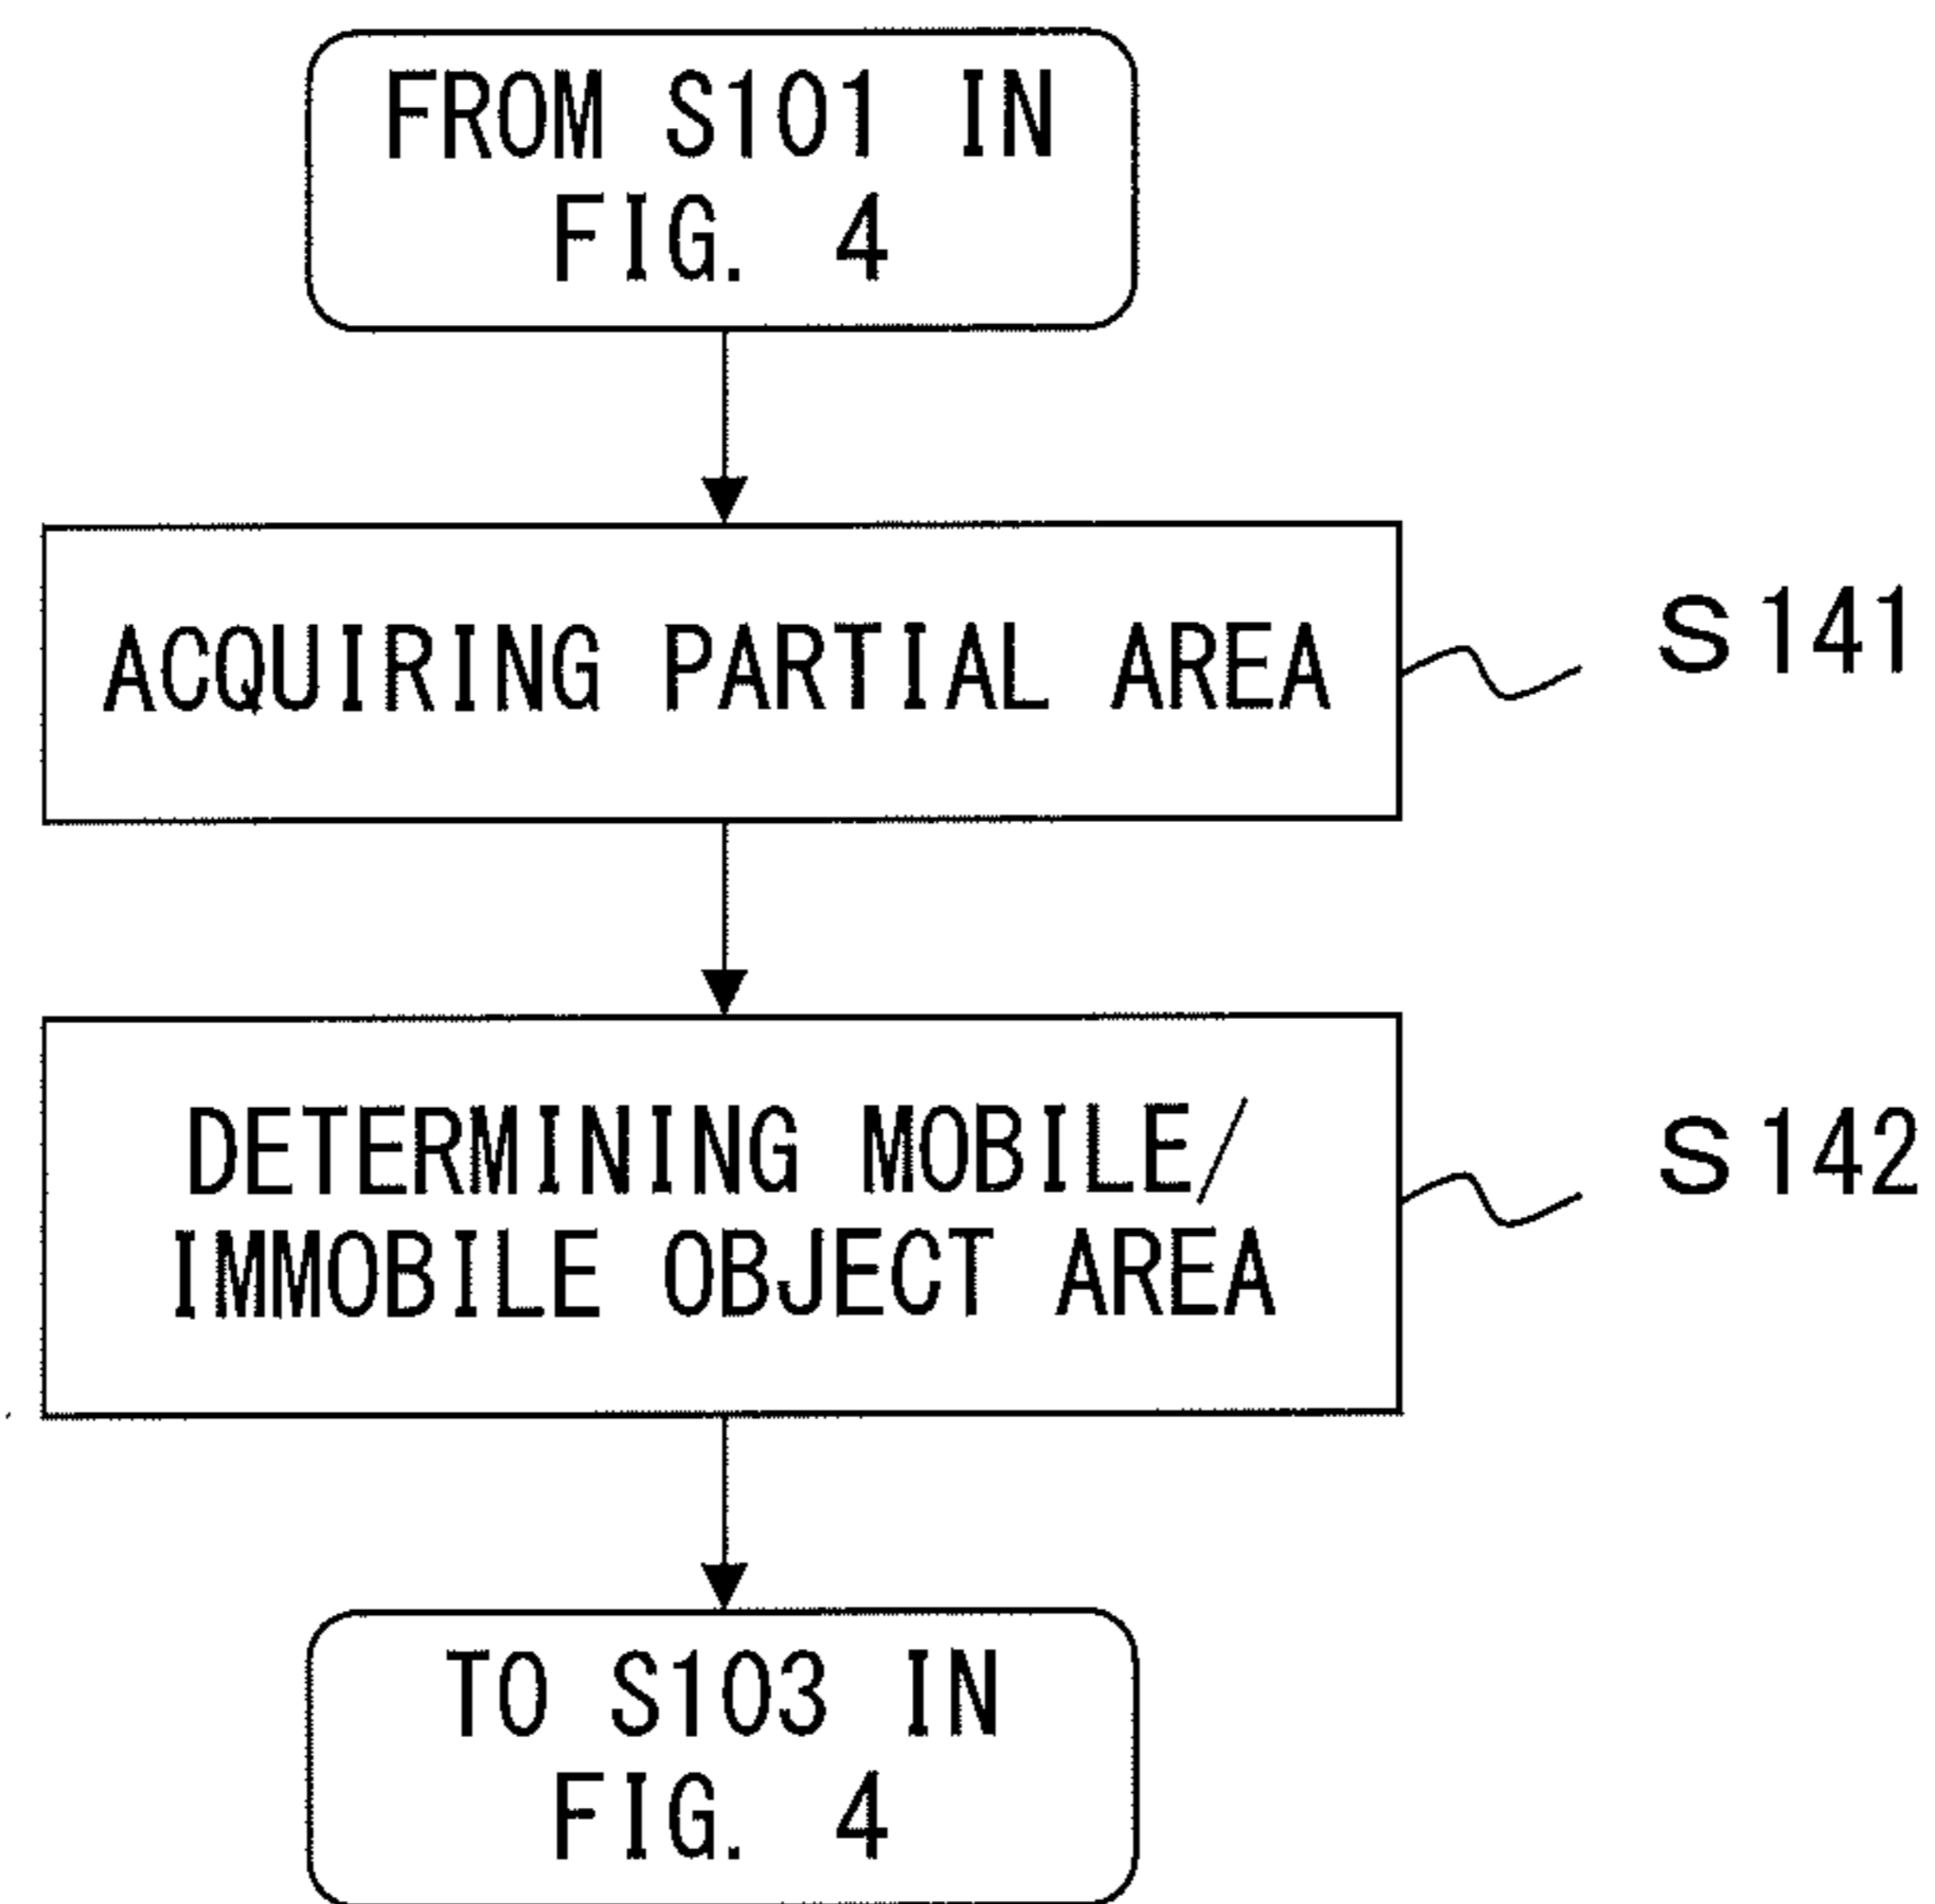 FROM S101 IN
FIG. 4
ACQUIRING PARTIAL AREA
S141
DETERMINING MOBILE/
IMMOBILE OBJECT AREA
S142
TO S103 IN
FIG. 4